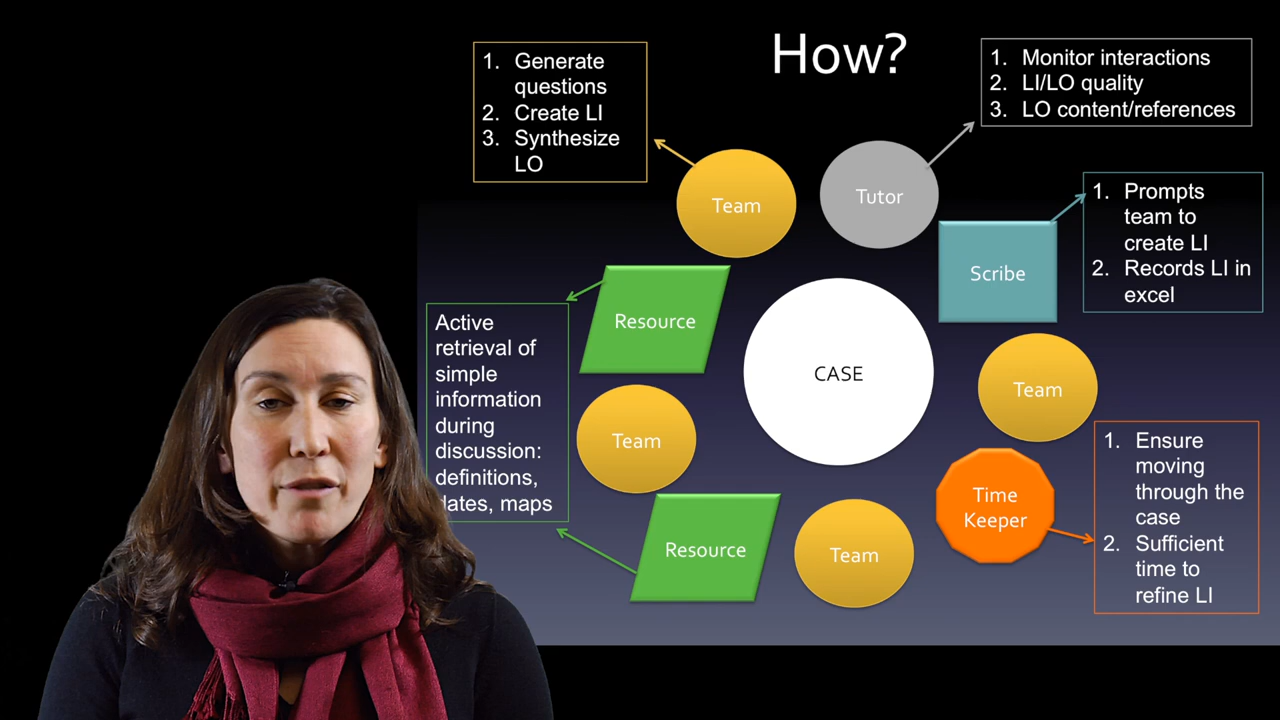 How?
1. Generate
questions
2. Create LI
3. Synthesize
LO
1. Monitor interactions
2. LI/LO quality
3. LO content/references
Team
Tutor
1. Prompts
team to
create LI
2. Records LI in
excel
Scribe
Resource
Active
retrieval of
simple
information
during
discussion:
definitions,
dates, maps
CASE
Team
Team
1. Ensure
moving
through the
case
2. Sufficient
time to
refine LI
Time
Keeper
Resource
Team